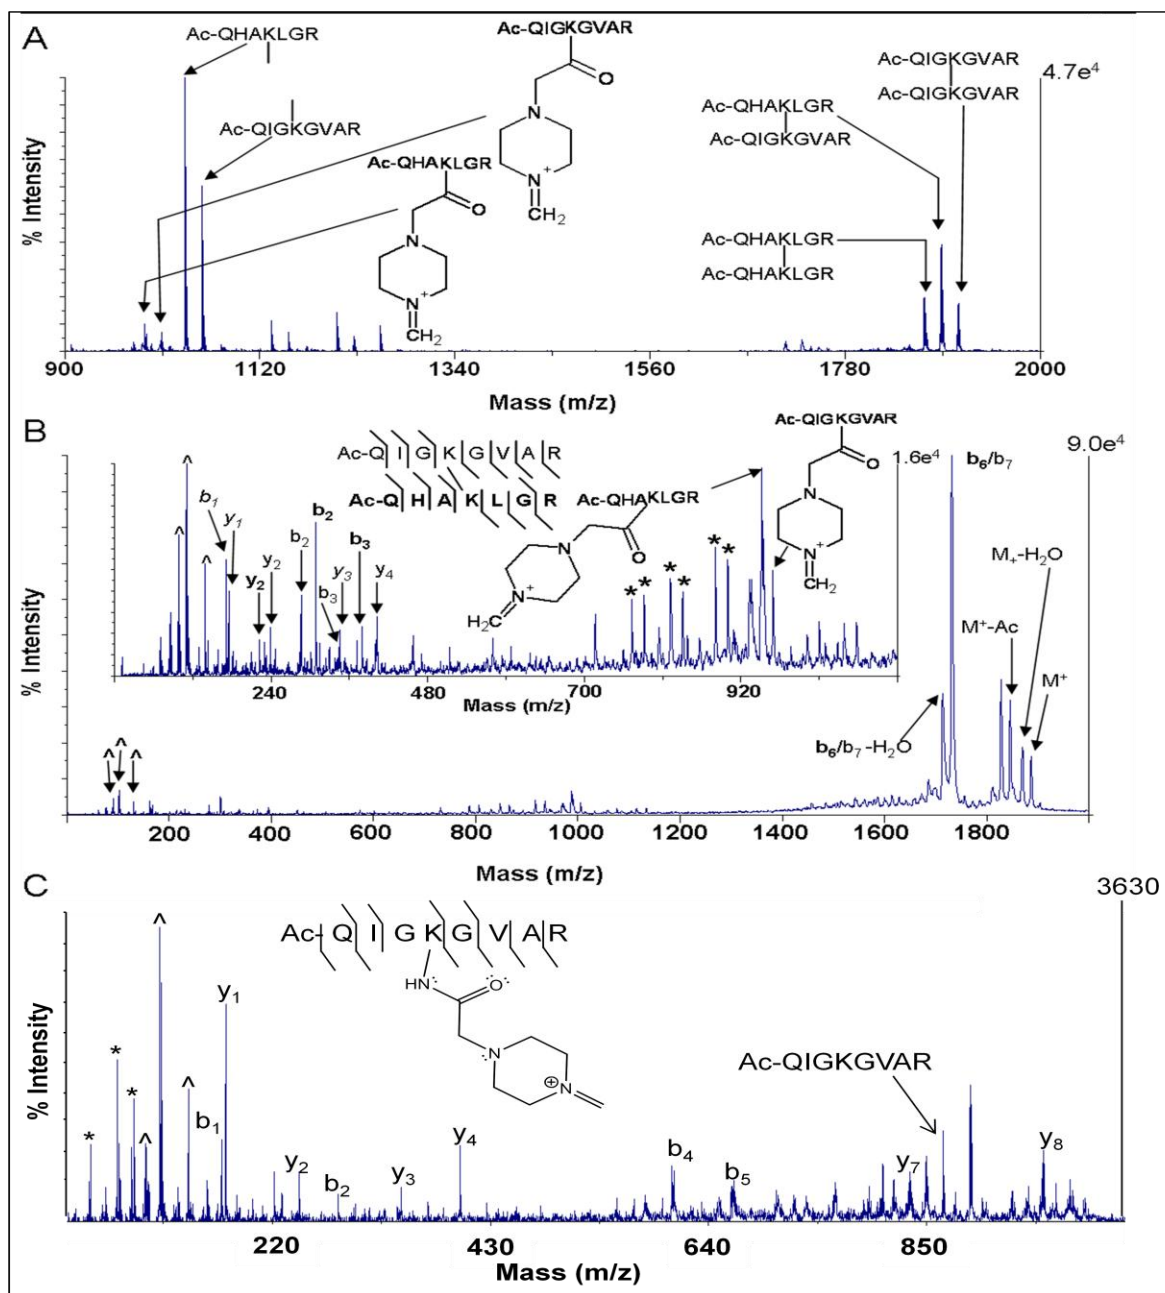 A
Ac-QHAKLGR
Ac-QIGKGVAR
Ac-QIGKGVAR
Ac-QHAKLGR
N
O
N
+
CH2
N
O
N
+
CH2
Ac-QIGKGVAR
Ac-QIGKGVAR
Ac-QHAKLGR
Ac-QIGKGVAR
Ac-QHAKLGR
Ac-QHAKLGR
4.7e4
% Intensity
900 1120 1340 1560 1780 2000
Mass (m/z)
B
Ac-QIGKGVAR
Ac-QHAKLGR
Ac-QHAKLGR
N
O
N
+
H2C
Ac-QIGKGVAR
N
O
N
+
CH2
1.6e4
9.0e4
^ ^ ^
b1 y1 y2 y2 b2 b2 b3 y3 b3 y4
* * * * * *
240 480 700 920
Mass (m/z)
b6/b7
M+-H2O
M+-Ac
M+
b6/b7-H2O
^ ^ ^
% Intensity
200 400 600 800 1000 1200 1400 1600 1800
Mass (m/z)
C
3630
Ac-QIGKGVAR
HN:
O
N
N
+
* * ^ ^ ^
b1 y1 y2 b2 y3 y4 b4 b5 y7 y8
Ac-QIGKGVAR
% Intensity
220 430 640 850
Mass (m/z)